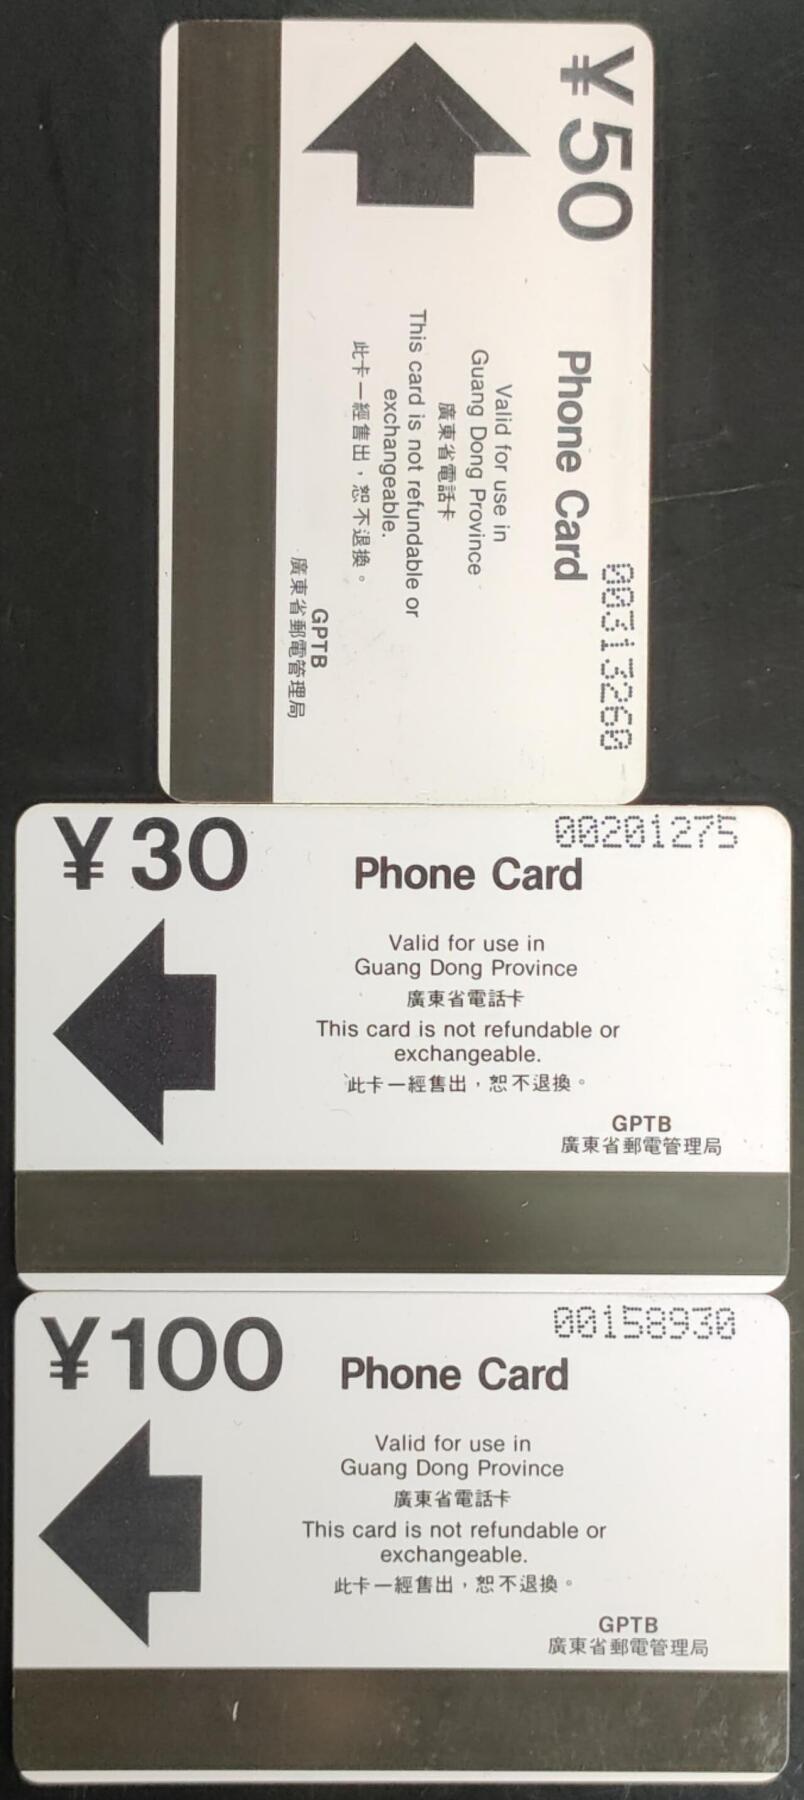 ¥50
Phone Card
00313260
Valid for use in
Guang Dong Province
廣東省電話卡
This card is not refundable or
exchangeable.
此卡一經售出，恕不退換。
GPTB
廣東省郵電管理局
¥30
00201275
Phone Card
Valid for use in
Guang Dong Province
廣東省電話卡
This card is not refundable or
exchangeable.
此卡一經售出，恕不退換。
GPTB
廣東省郵電管理局
¥100
00158930
Phone Card
Valid for use in
Guang Dong Province
廣東省電話卡
This card is not refundable or
exchangeable.
此卡一經售出，恕不退換。
GPTB
廣東省郵電管理局